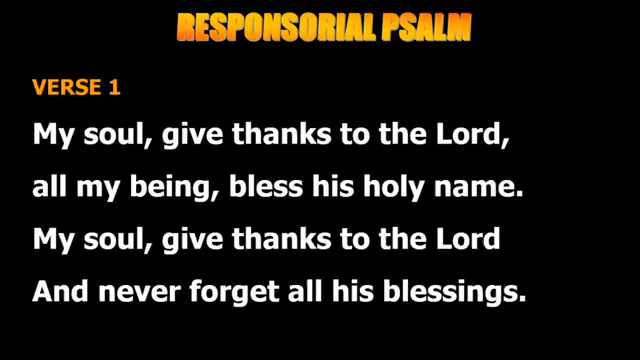 RESPONSORIAL PSALM
VERSE 1
My soul, give thanks to the Lord,
all my being, bless his holy name.
My soul, give thanks to the Lord
And never forget all his blessings.